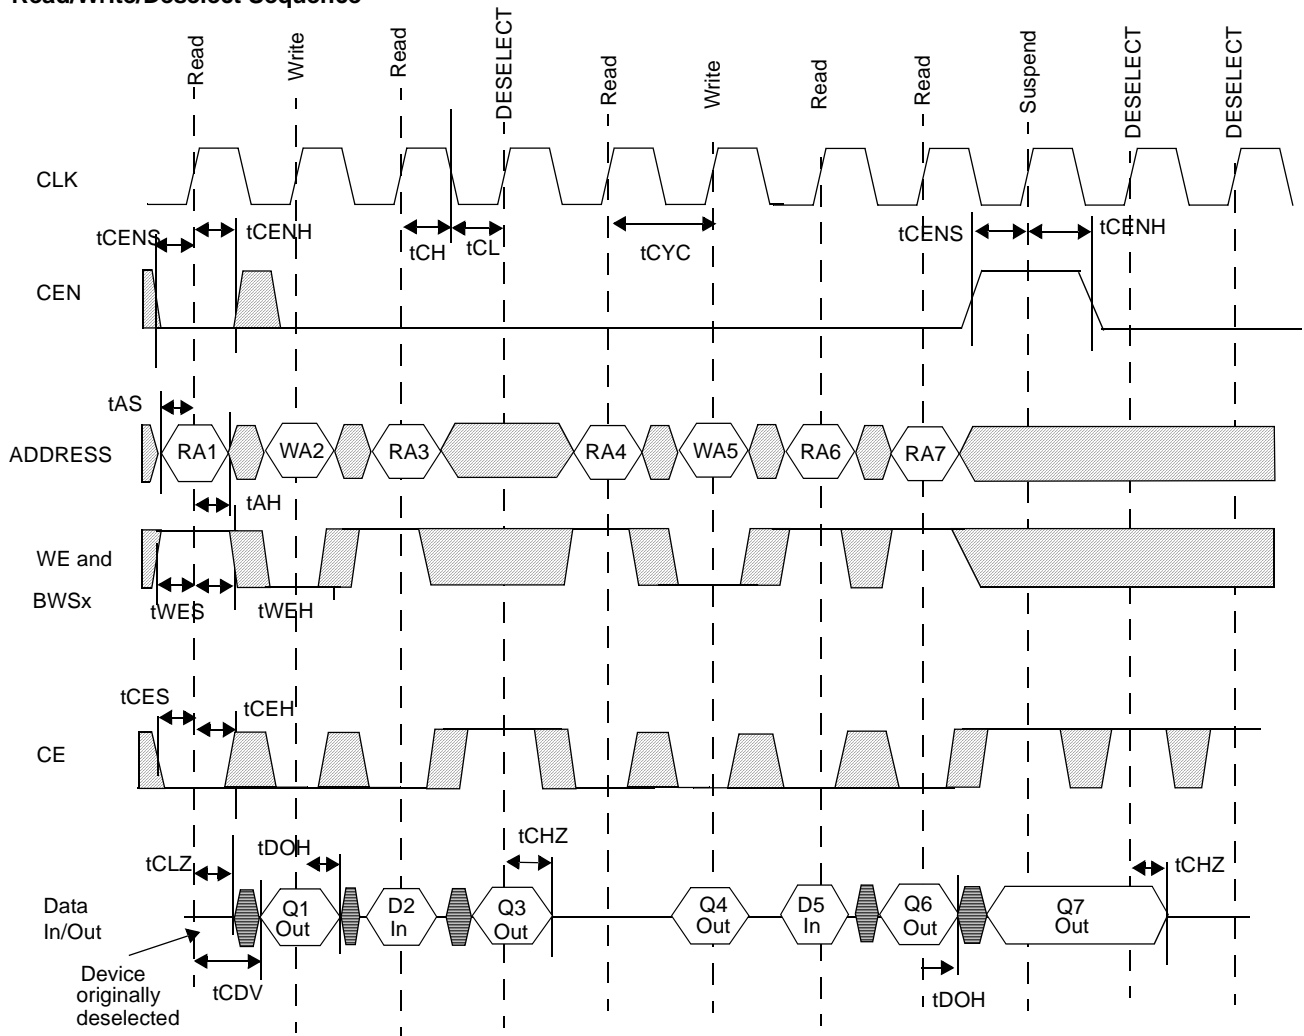 Read/Write/Deselect Sequence
Read
Write
Read
DESELECT
Read
Write
Read
Read
Suspend
DESELECT
DESELECT
CLK
tCENS
tCENH
tCH
tCL
tCYC
tCENS
tCENH
CEN
tAS
ADDRESS
RA1
WA2
RA3
RA4
WA5
RA6
RA7
tAH
WE and
BWSx
tWES
tWEH
tCES
tCEH
CE
tCLZ
tDOH
tCHZ
tCHZ
Data
In/Out
Q1
Out
D2
In
Q3
Out
Q4
Out
D5
In
Q6
Out
Q7
Out
Device
originally
deselected
tCDV
tDOH